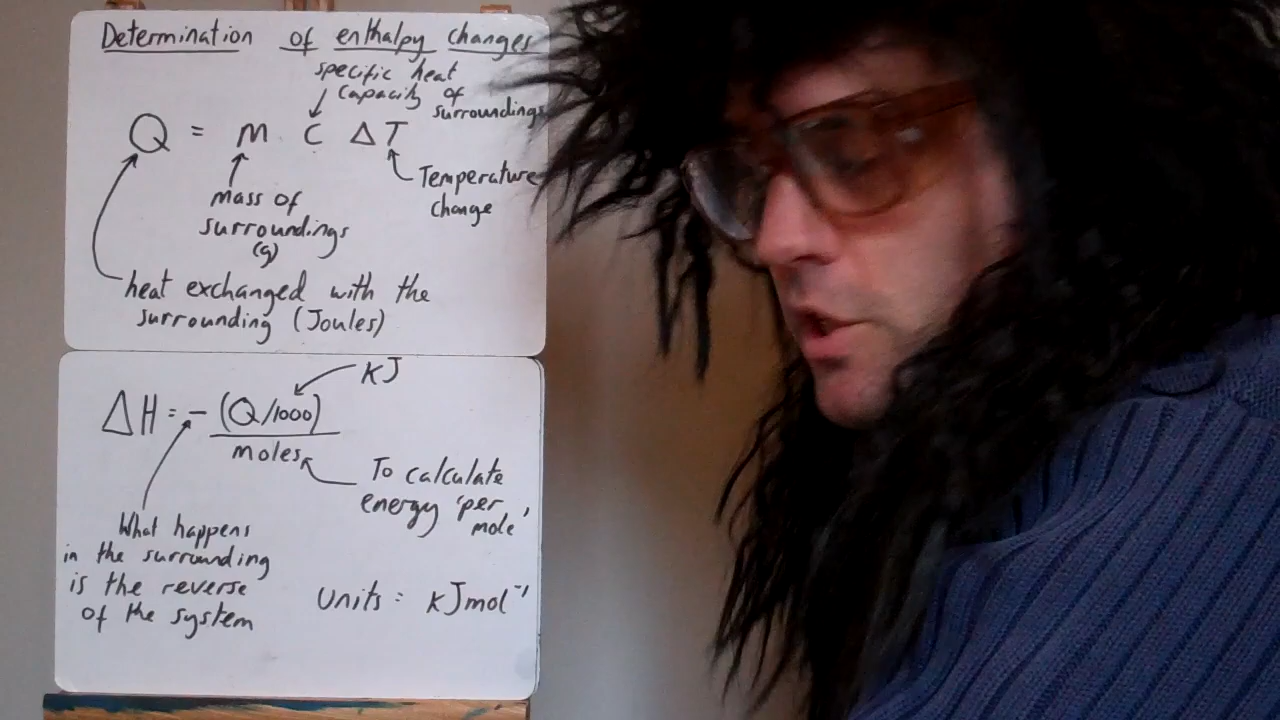 Determination of enthalpy changes
specific heat
capacity of
surroundings
Q = m c ΔT
Temperature
change
mass of
surroundings
(g)
heat exchanged with the
surrounding (Joules)
kJ
ΔH = - (Q/1000)
moles
To calculate
energy 'per
mole'
What happens
in the surrounding
is the reverse
of the system
Units = kJmol⁻¹